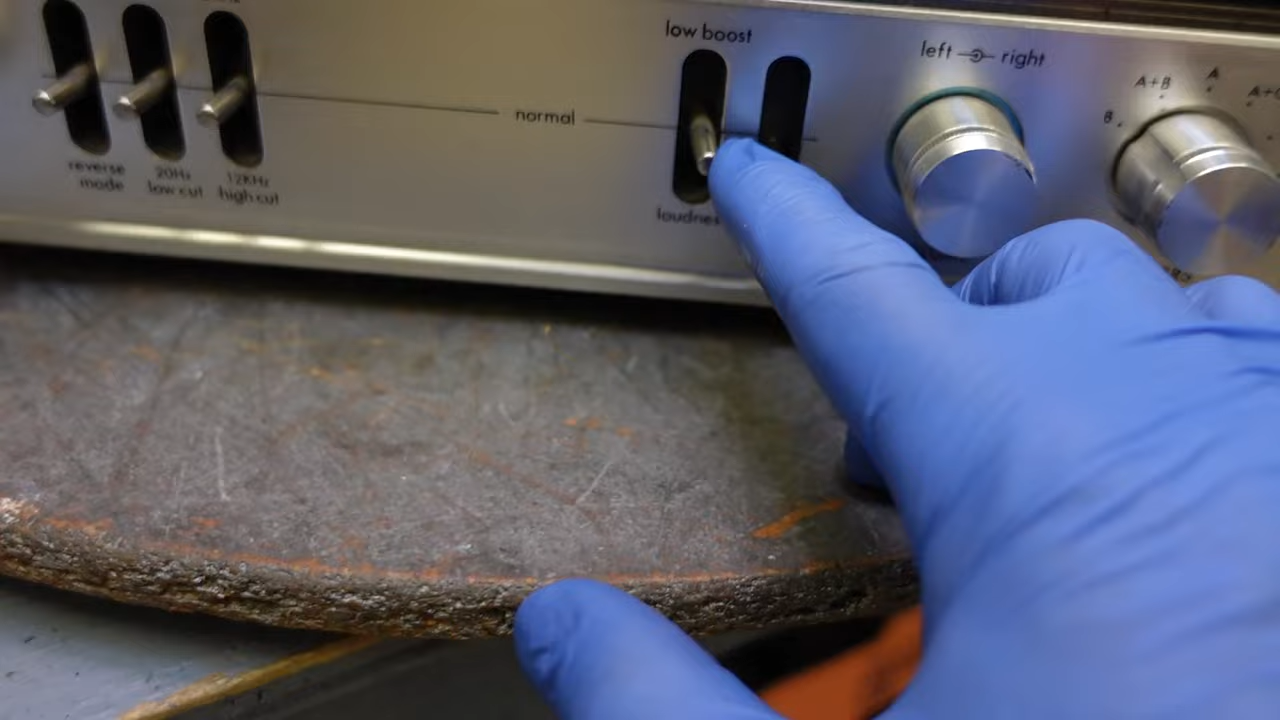 low boost
left right
A+B
A
B
normal
reverse
mode
20Hz
low cut
12KHz
high cut